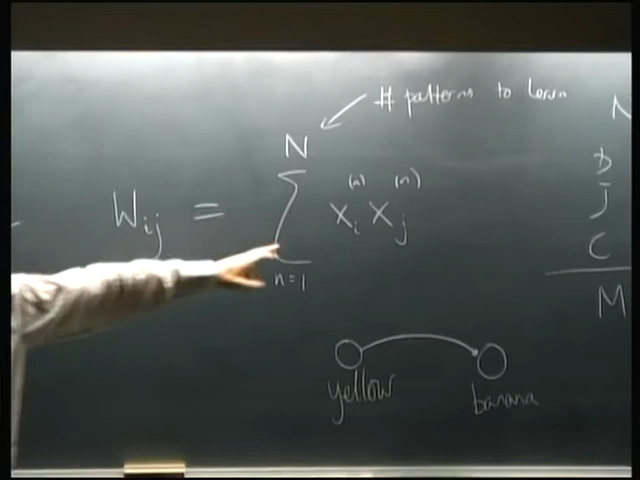 # patterns to learn
N
W_ij = Σ x_i^(n) x_j^(n)
n=1
yellow
banana
N
D
J
C
M